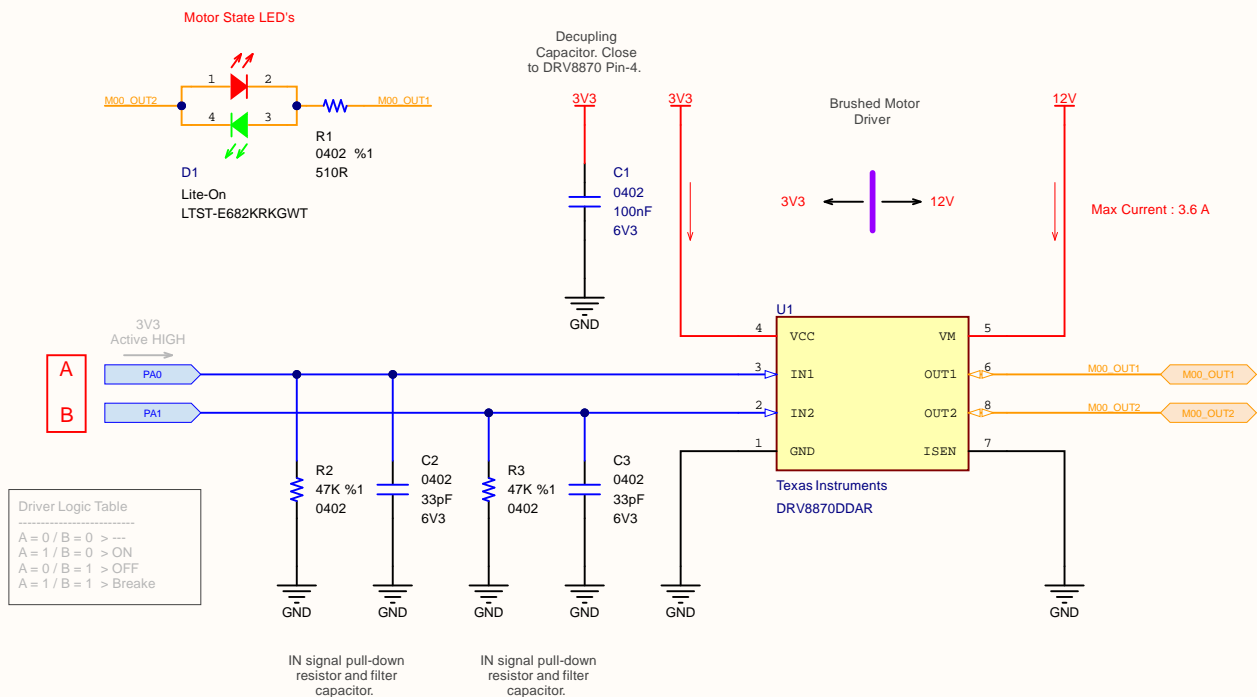 Motor State LED's
M00_OUT2
1
2
4
3
M00_OUT1
R1
0402 %1
510R
D1
Lite-On
LTST-E682KRKGWT
Decupling
Capacitor. Close
to DRV8870 Pin-4.
3V3
C1
0402
100nF
6V3
GND
3V3
Brushed Motor
Driver
3V3
12V
12V
Max Current : 3.6 A
3V3
Active HIGH
A
B
PA0
PA1
U1
4
VCC
VM
5
3
IN1
OUT1
6
M00_OUT1
M00_OUT1
2
IN2
OUT2
8
M00_OUT2
M00_OUT2
1
GND
ISEN
7
Texas Instruments
DRV8870DDAR
R2
47K %1
0402
C2
0402
33pF
6V3
R3
47K %1
0402
C3
0402
33pF
6V3
Driver Logic Table
--------------------------
A = 0 / B = 0 > ---
A = 1 / B = 0 > ON
A = 0 / B = 1 > OFF
A = 1 / B = 1 > Breake
GND
GND
GND
GND
GND
GND
IN signal pull-down
resistor and filter
capacitor.
IN signal pull-down
resistor and filter
capacitor.